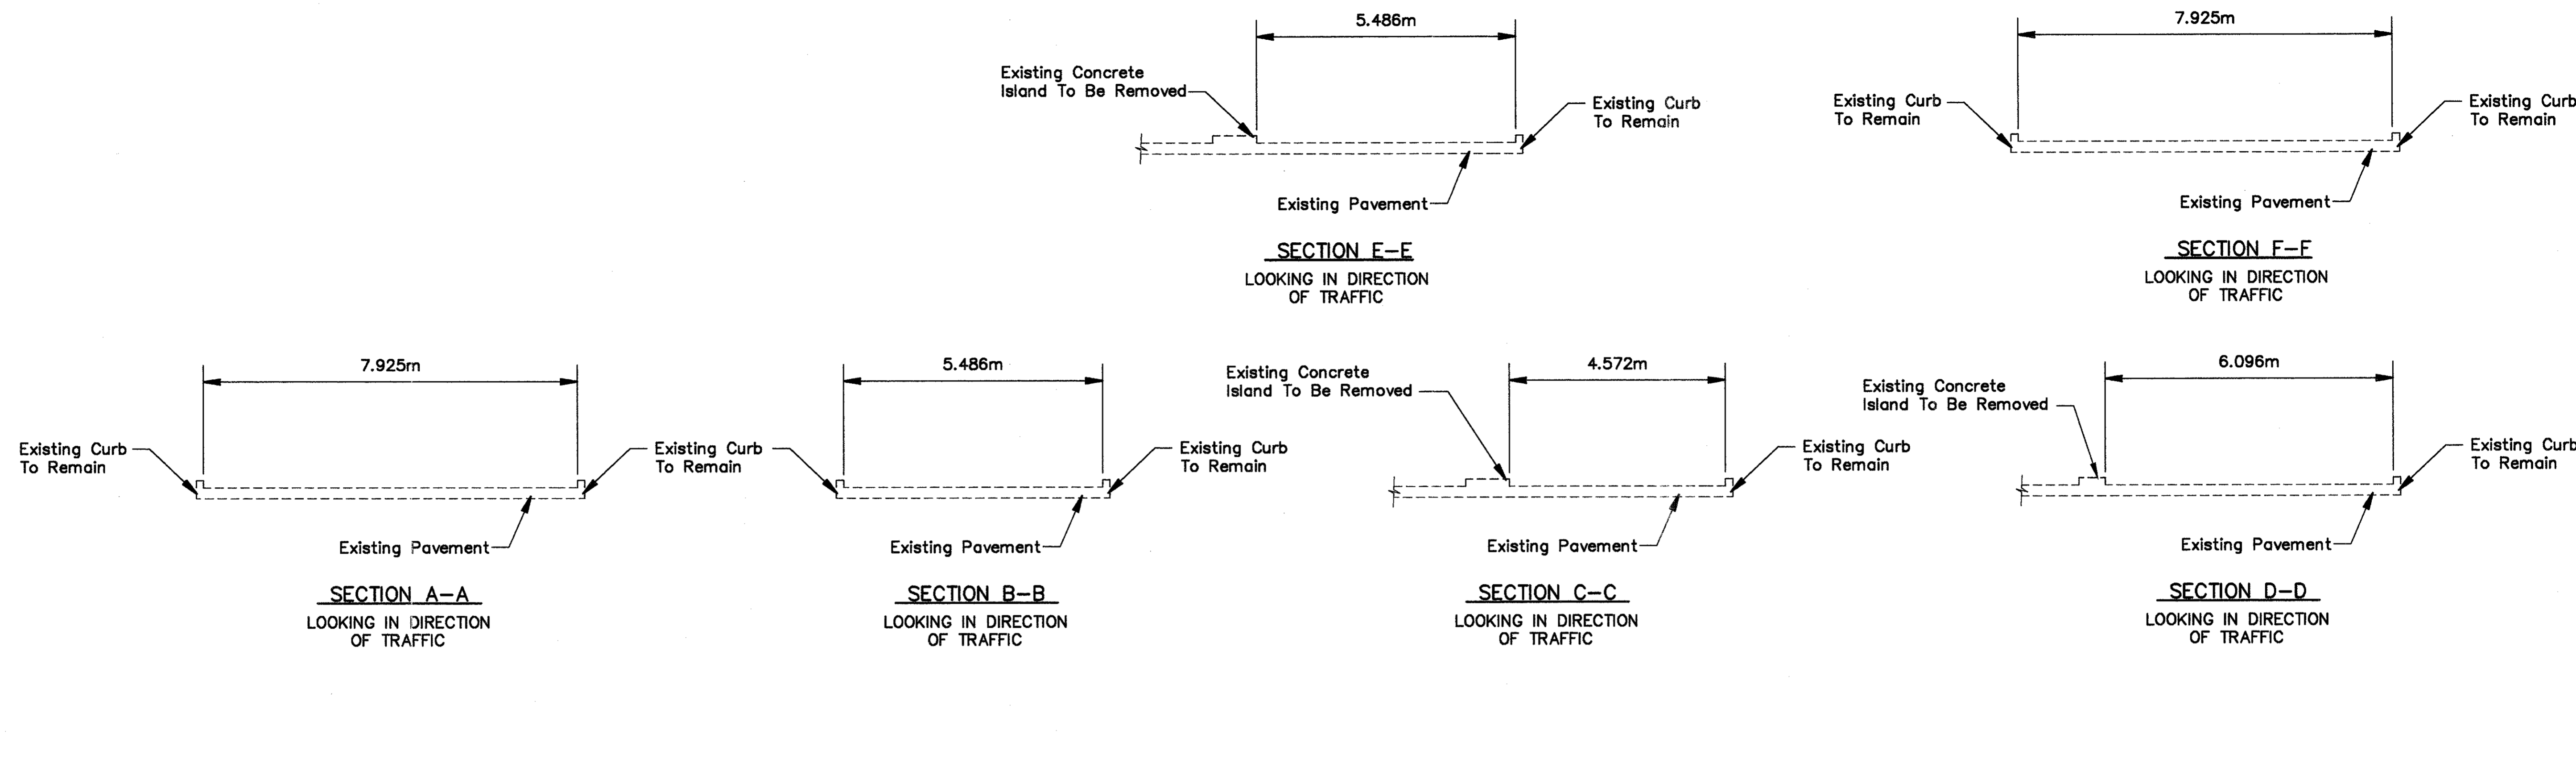 5.486m
Existing Concrete
Island To Be Removed
Existing Curb
To Remain
Existing Pavement
SECTION E-E
LOOKING IN DIRECTION
OF TRAFFIC
7.925m
Existing Curb
To Remain
Existing Curb
To Remain
Existing Pavement
SECTION F-F
LOOKING IN DIRECTION
OF TRAFFIC
7.925m
Existing Curb
To Remain
Existing Pavement
SECTION A-A
LOOKING IN DIRECTION
OF TRAFFIC
5.486m
Existing Curb
To Remain
Existing Curb
To Remain
Existing Pavement
SECTION B-B
LOOKING IN DIRECTION
OF TRAFFIC
4.572m
Existing Concrete
Island To Be Removed
Existing Curb
To Remain
Existing Pavement
SECTION C-C
LOOKING IN DIRECTION
OF TRAFFIC
6.096m
Existing Concrete
Island To Be Removed
Existing Curb
To Remain
Existing Pavement
SECTION D-D
LOOKING IN DIRECTION
OF TRAFFIC